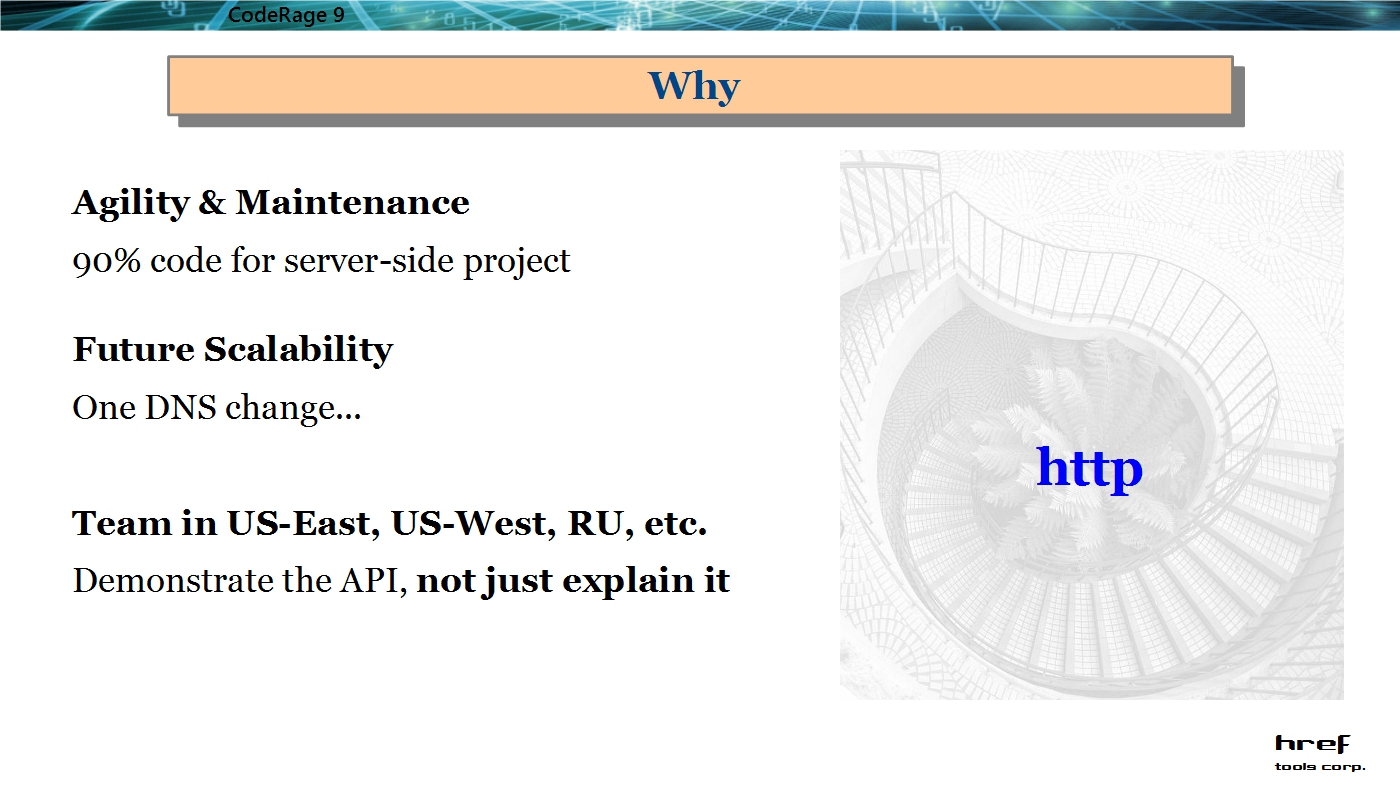 CodeRage 9
Why
Agility & Maintenance
90% code for server-side project
Future Scalability
One DNS change...
Team in US-East, US-West, RU, etc.
Demonstrate the API, not just explain it
http
href
tools corp.